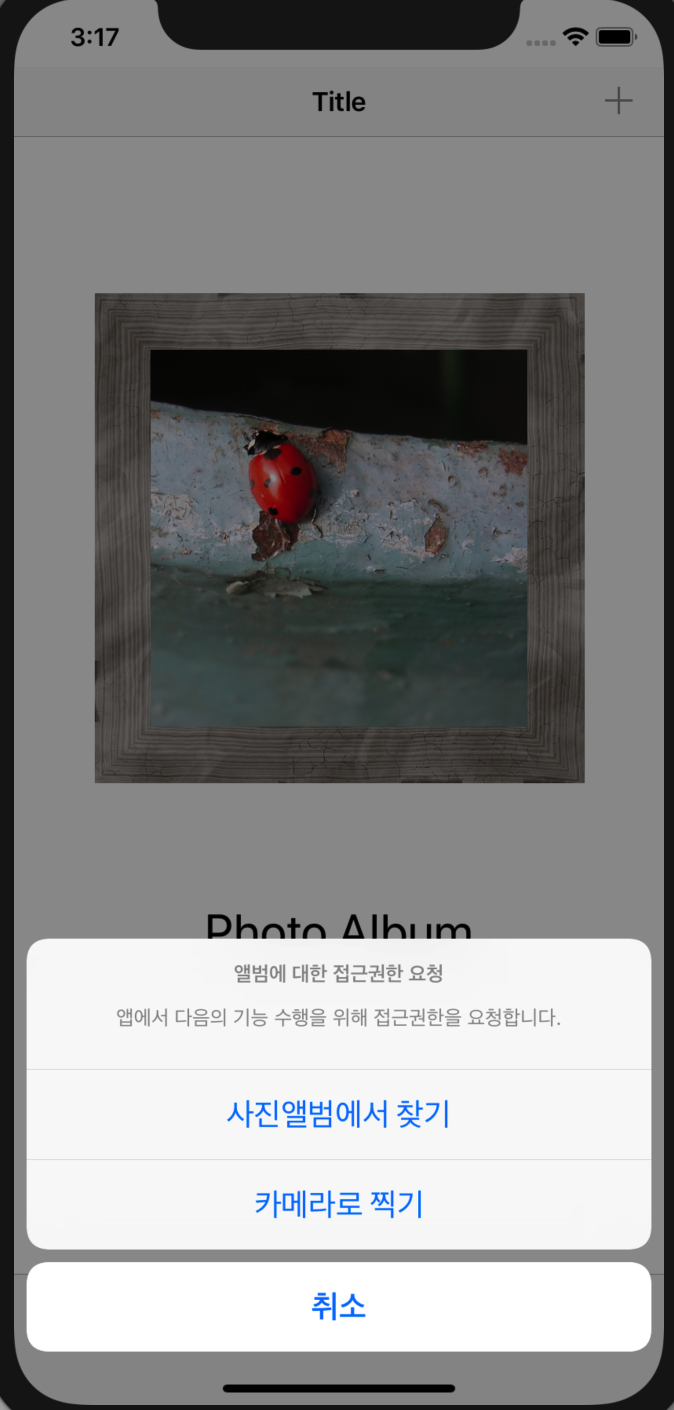 3:17
Title
Photo Album
앨범에 대한 접근권한 요청
앱에서 다음의 기능 수행을 위해 접근권한을 요청합니다.
사진앨범에서 찾기
카메라로 찍기
취소